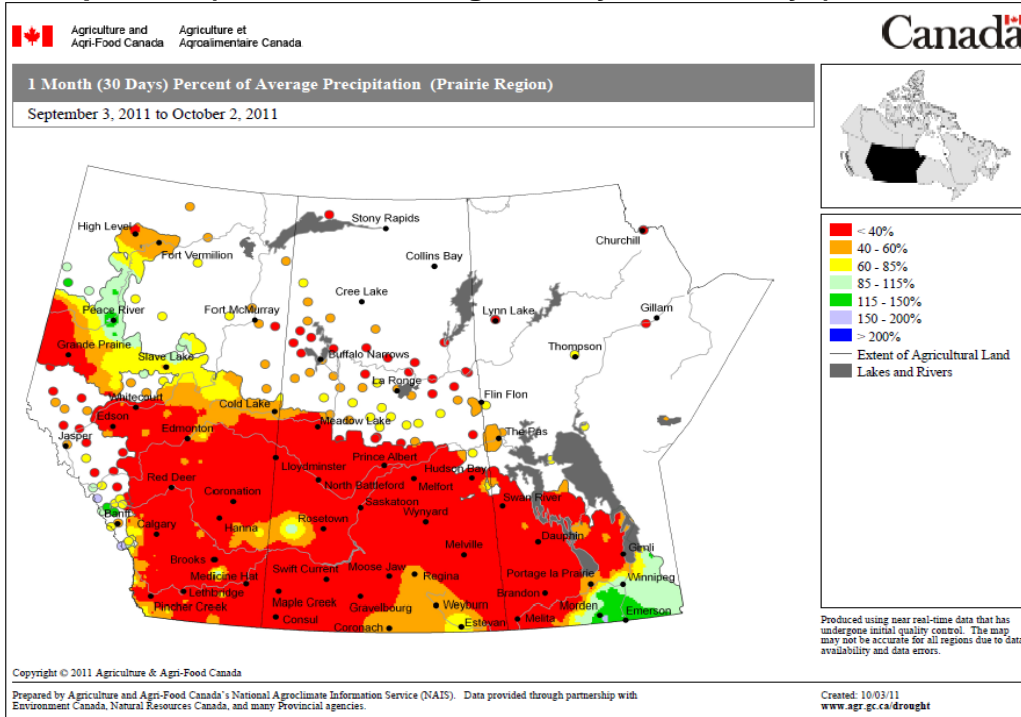 Agriculture and Agriculture et
Agri-Food Canada Agroalimentaire Canada
Canada
1 Month (30 Days) Percent of Average Precipitation (Prairie Region)
September 3, 2011 to October 2, 2011
< 40%
40 - 60%
60 - 85%
85 - 115%
115 - 150%
150 - 200%
> 200%
Extent of Agricultural Land
Lakes and Rivers
Stony Rapids
High Level
Churchill
Fort Vermilion
Collins Bay
Cree Lake
Peace River
Fort McMurray
Lynn Lake
Gillam
Grande Prairie
Slave Lake
Buffalo Narrows
Thompson
La Ronge
Flin Flon
Whitecourt
Cold Lake
Edson
Meadow Lake
Jasper
Edmonton
The Pas
Prince Albert
Lloydminster
Hudson Bay
Red Deer
North Battleford
Melfort
Coronation
Saskatoon
Swan River
Banff
Calgary
Hanna
Rosetown
Wynyard
Dauphin
Melville
Gimli
Brooks
Swift Current
Moose Jaw
Regina
Portage la Prairie
Winnipeg
Medicine Hat
Lethbridge
Pincher Creek
Maple Creek
Gravelbourg
Weyburn
Brandon
Morden
Emerson
Consul
Coronach
Estevan
Melita
Produced using near real-time data that has
undergone initial quality control. The map
may not be accurate for all regions due to data
availability and data errors.
Copyright © 2011 Agriculture & Agri-Food Canada
Prepared by Agriculture and Agri-Food Canada's National Agroclimate Information Service (NAIS). Data provided through partnership with
Environment Canada, Natural Resources Canada, and many Provincial agencies.
Created: 10/03/11
www.agr.gc.ca/drought